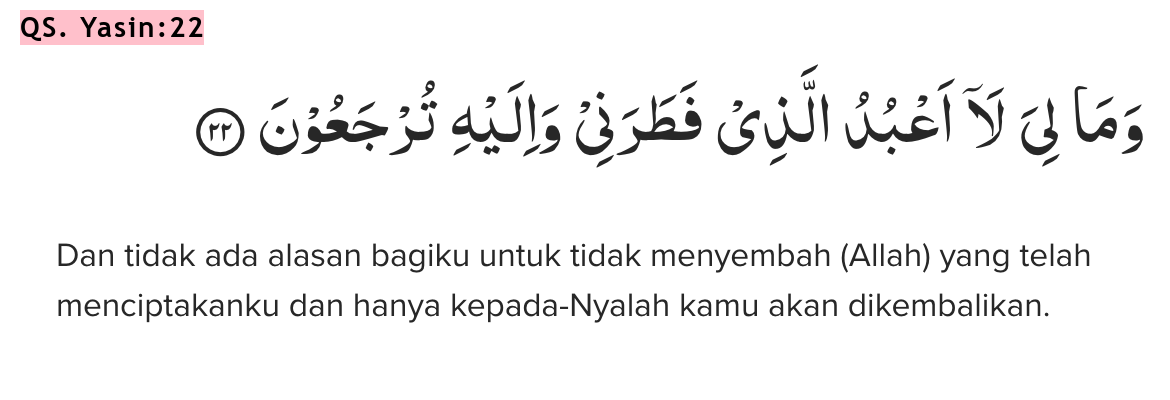 QS. Yasin:22
وَمَا لِيَ لَآ اَعْبُدُ الَّذِيْ فَطَرَنِيْ وَاِلَيْهِ تُرْجَعُوْنَ ٢٢
Dan tidak ada alasan bagiku untuk tidak menyembah (Allah) yang telah
menciptakanku dan hanya kepada-Nyalah kamu akan dikembalikan.